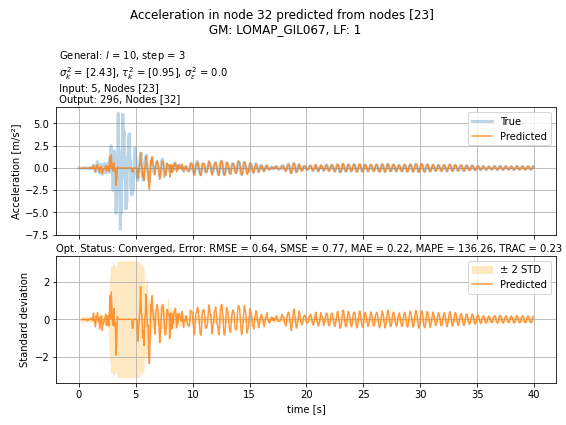 Acceleration in node 32 predicted from nodes [23]
GM: LOMAP_GIL067, LF: 1
General: l = 10, step = 3
σ²ₖ = [2.43], τ²ₖ = [0.95], σ²ε = 0.0
Input: 5, Nodes [23]
Output: 296, Nodes [32]
Acceleration [m/s²]
5.0
2.5
0.0
−2.5
−5.0
−7.5
True
Predicted
Opt. Status: Converged, Error: RMSE = 0.64, SMSE = 0.77, MAE = 0.22, MAPE = 136.26, TRAC = 0.23
Standard deviation
2
0
−2
± 2 STD
Predicted
0 5 10 15 20 25 30 35 40
time [s]